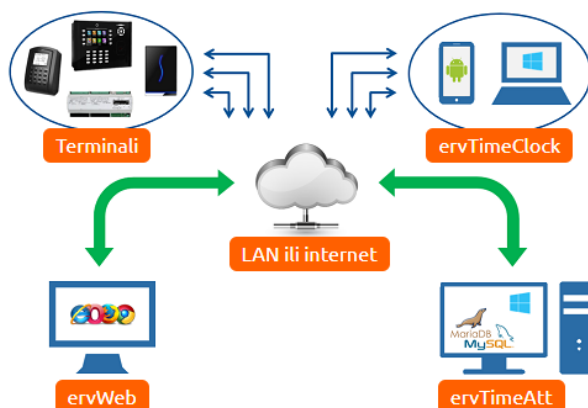 Terminali
ervTimeClock
LAN ili internet
MariaDB
MySQL
ervWeb
ervTimeAtt